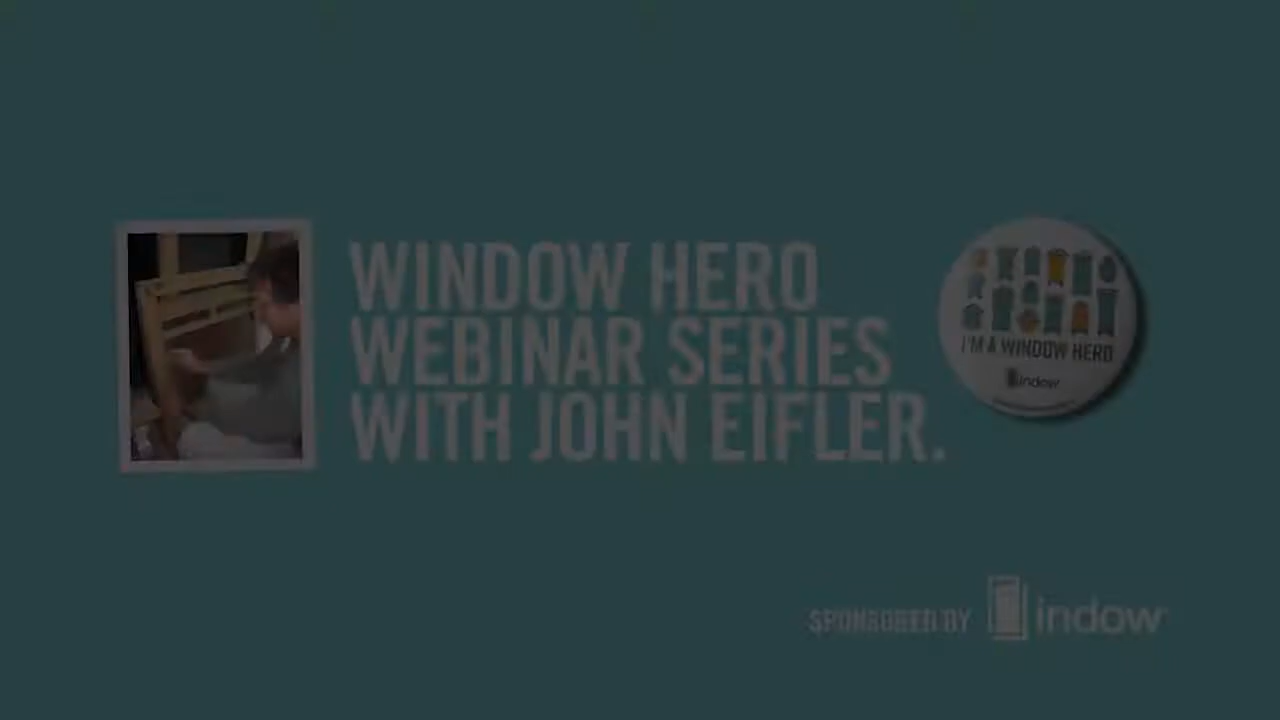 WINDOW HERO
WEBINAR SERIES
WITH JOHN EIFLER.
I'M A WINDOW HERO
indow
SPONSORED BY indow